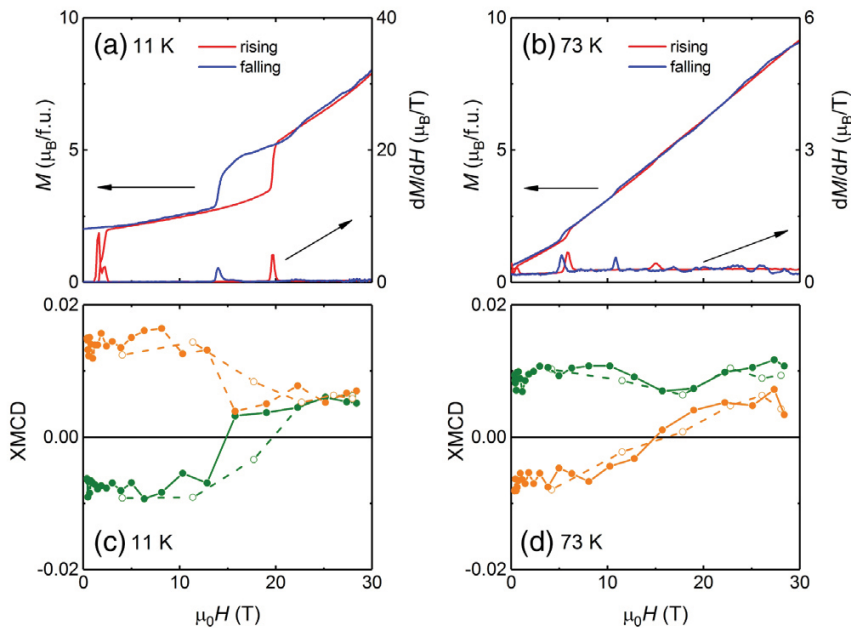 (a) 11 K
rising
falling
M (μB/f.u.)
10
5
0
40
20
0
dM/dH (μB/T)
(b) 73 K
rising
falling
M (μB/f.u.)
10
5
0
6
3
0
dM/dH (μB/T)
XMCD
0.02
0.00
-0.02
(c) 11 K
0 10 20 30
μ0H (T)
XMCD
0.02
0.00
-0.02
(d) 73 K
0 10 20 30
μ0H (T)